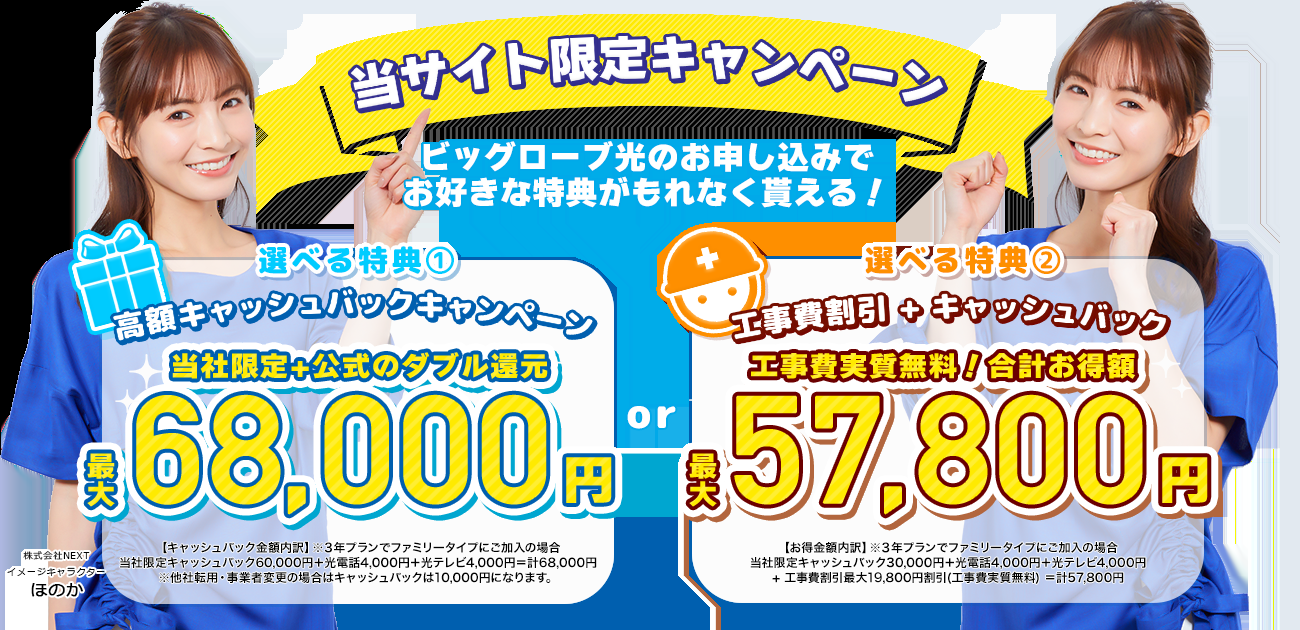 当サイト限定キャンペーン
ビッグローブ光のお申し込みで
お好きな特典がもれなく貰える！
選べる特典①
高額キャッシュバックキャンペーン
当社限定+公式のダブル還元
最大68,000円
【キャッシュバック金額内訳】※3年プランでファミリータイプにご加入の場合
当社限定キャッシュバック60,000円+光電話4,000円+光テレビ4,000円=計68,000円
※他社転用・事業者変更の場合はキャッシュバックは10,000円になります。
or
選べる特典②
工事費割引 + キャッシュバック
工事費実質無料！合計お得額
最大57,800円
【お得金額内訳】※3年プランでファミリータイプにご加入の場合
当社限定キャッシュバック30,000円+光電話4,000円+光テレビ4,000円
+ 工事費割引最大19,800円割引(工事費実質無料) =計57,800円
株式会社NEXT
イメージキャラクター
ほのか